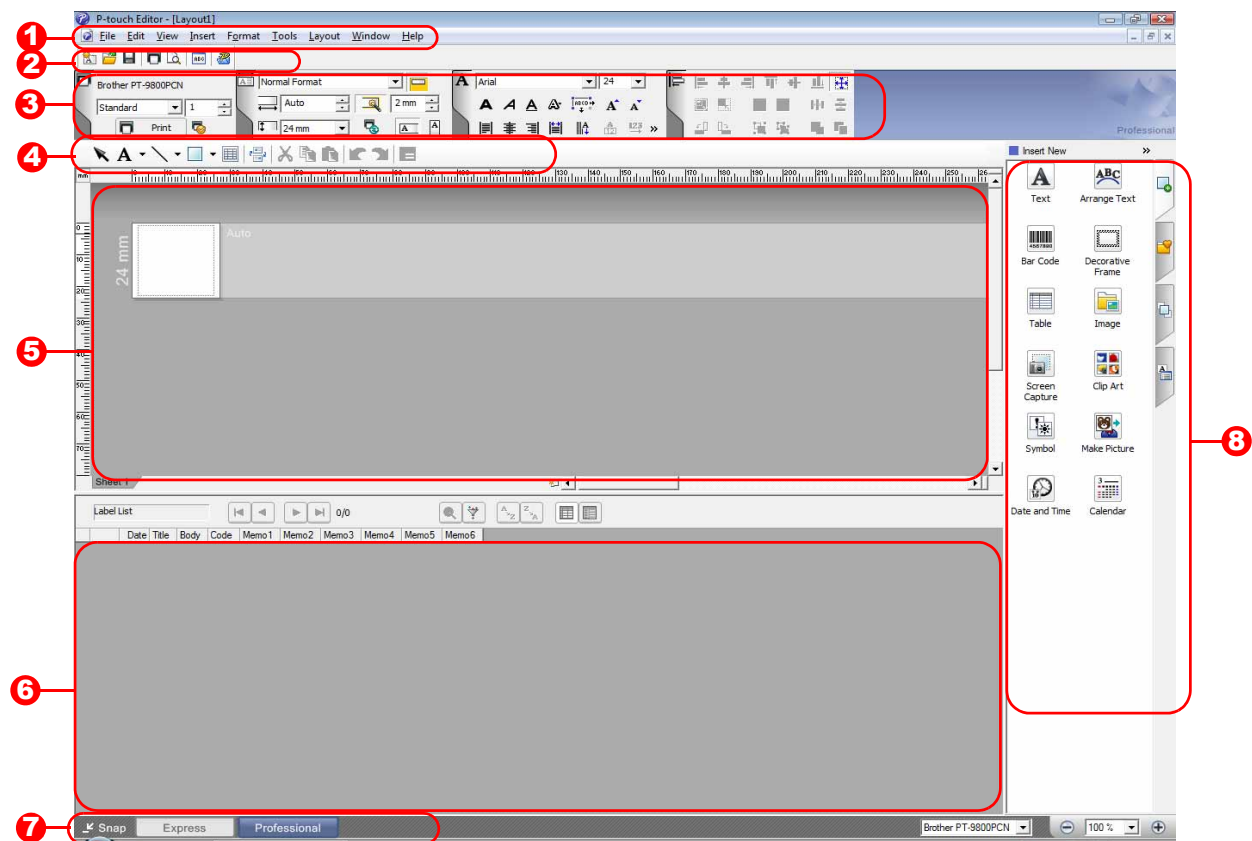 P-touch Editor - [Layout1]
1 File Edit View Insert Format Tools Layout Window Help
2
3 Brother PT-9800PCN Normal Format Arial 24
Standard 1 Auto 2 mm
Print 24 mm
Professional
4
Insert New
mm
5 24 mm Auto
Text Arrange Text
Bar Code Decorative
Frame
Table Image
Screen Clip Art
Capture
Symbol Make Picture
Date and Time Calendar
8
Sheet 1
Label List 0/0
Date Title Body Code Memo1 Memo2 Memo3 Memo4 Memo5 Memo6
6
7 Snap Express Professional Brother PT-9800PCN 100 %